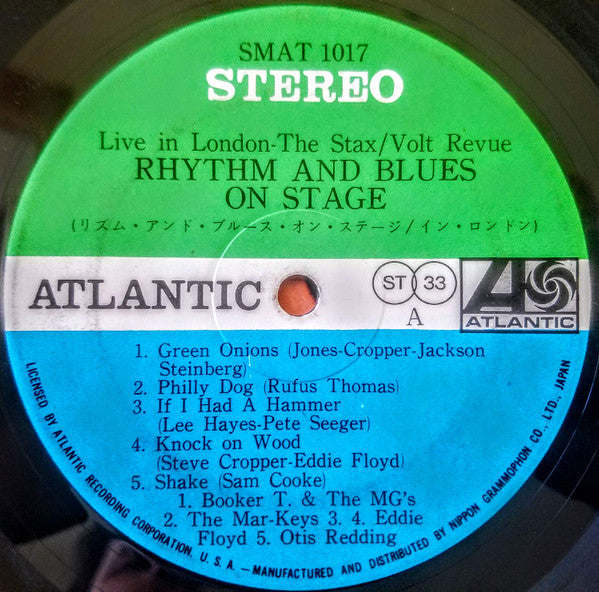 SMAT 1017
STEREO
Live in London-The Stax/Volt Revue
RHYTHM AND BLUES
ON STAGE
(リズム・アンド・ブルース・オン・ステージ/イン・ロンドン)
ATLANTIC
ST 33
A
ATLANTIC
1. Green Onions (Jones-Cropper-Jackson
Steinberg)
2. Philly Dog (Rufus Thomas)
3. If I Had A Hammer
(Lee Hayes-Pete Seeger)
4. Knock on Wood
(Steve Cropper-Eddie Floyd)
5. Shake (Sam Cooke)
1. Booker T. & The MG's
2. The Mar-Keys 3. 4. Eddie
Floyd 5. Otis Redding
LICENSED BY ATLANTIC RECORDING CORPORATION, U. S. A. —MANUFACTURED AND DISTRIBUTED BY NIPPON GRAMMOPHON CO., LTD., JAPAN